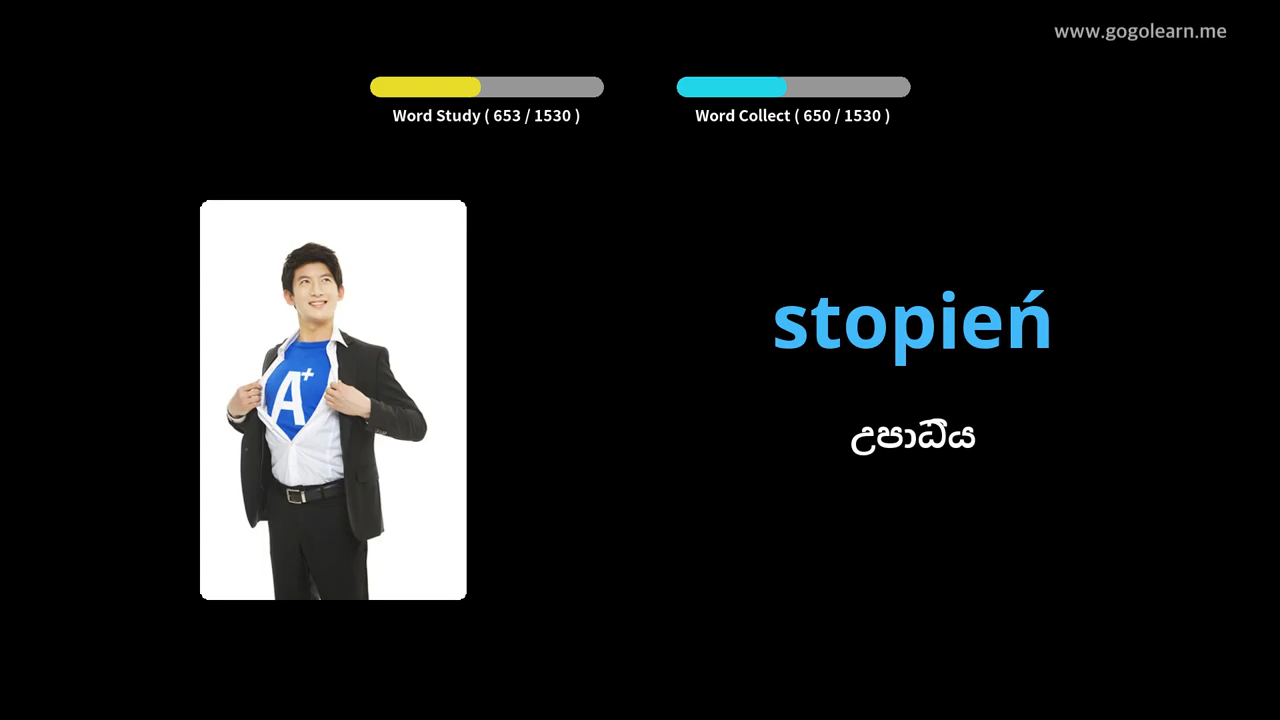 www.gogolearn.me
Word Study ( 653 / 1530 )
Word Collect ( 650 / 1530 )
A+
stopień
උපාධිය